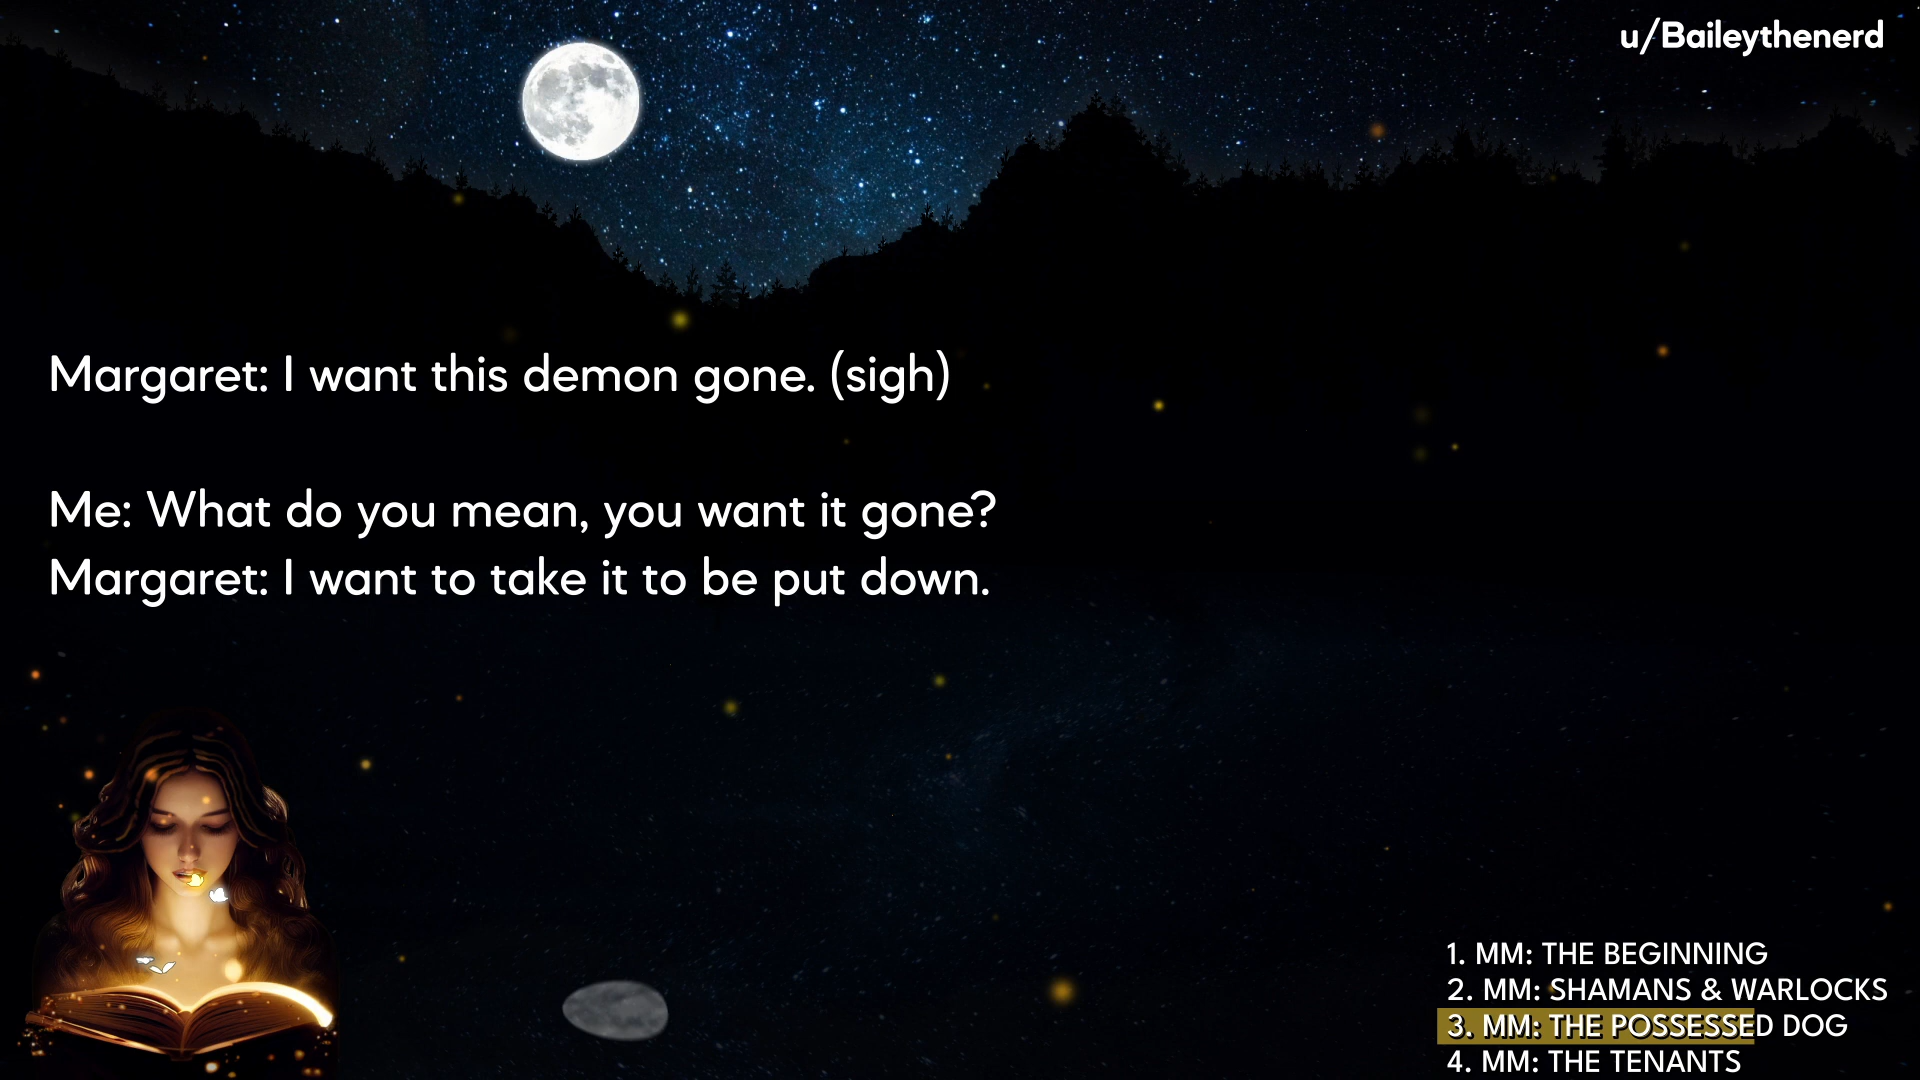 u/Baileythenerd
Margaret: I want this demon gone. (sigh)
Me: What do you mean, you want it gone?
Margaret: I want to take it to be put down.
1. MM: THE BEGINNING
2. MM: SHAMANS & WARLOCKS
3. MM: THE POSSESSED DOG
4. MM: THE TENANTS